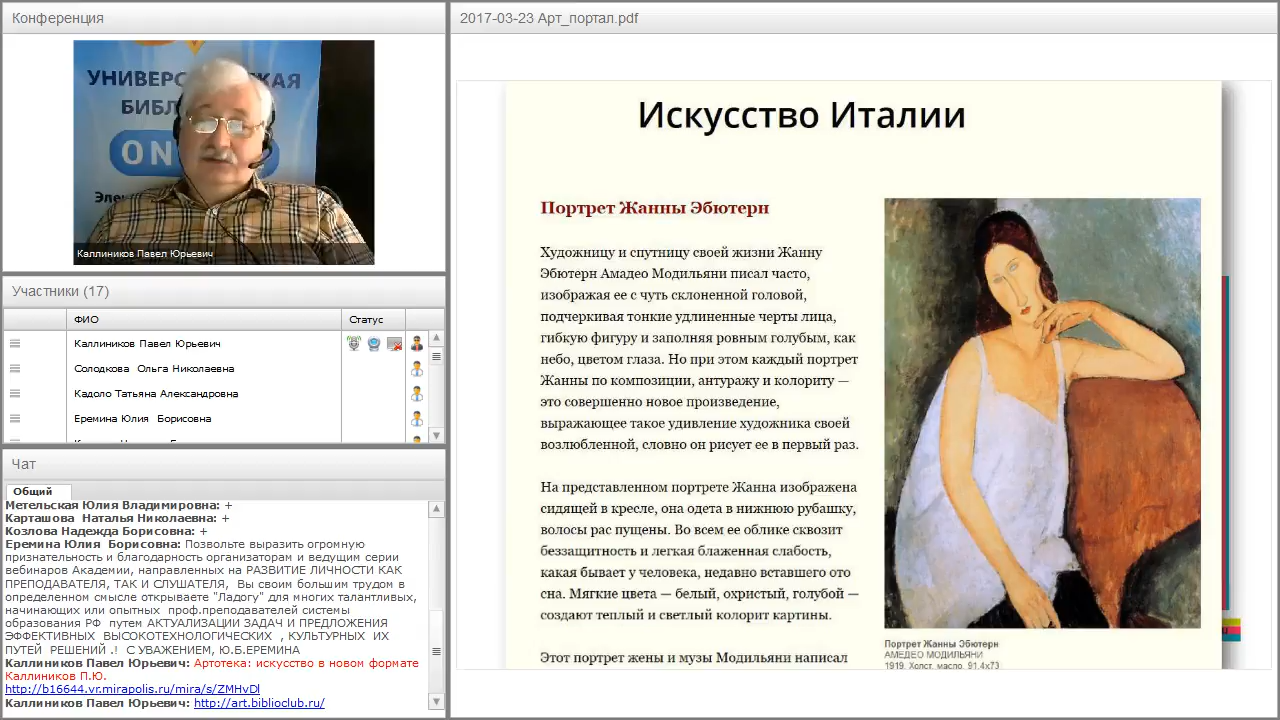 Конференция
УНИВЕРС
КАЯ
БИБЛ
ON
Каллиников Павел Юрьевич
Участники (17)
ФИО Статус
Каллиников Павел Юрьевич
Солодкова Ольга Николаевна
Кадоло Татьяна Александровна
Еремина Юлия Борисовна
Чат
Общий
Метельская Юлия Владимировна: +
Карташова Наталья Николаевна: +
Козлова Надежда Борисовна: +
Еремина Юлия Борисовна: Позвольте выразить огромную
признательность и благодарность организаторам и ведущим серии
вебинаров Академии, направленных на РАЗВИТИЕ ЛИЧНОСТИ КАК
ПРЕПОДАВАТЕЛЯ, ТАК И СЛУШАТЕЛЯ, Вы своим большим трудом в
определенном смысле открываете "Ладогу" для многих талантливых,
начинающих или опытных проф.преподавателей системы
образования РФ путем АКТУАЛИЗАЦИИ ЗАДАЧ И ПРЕДЛОЖЕНИЯ
ЭФФЕКТИВНЫХ ВЫСОКОТЕХНОЛОГИЧЕСКИХ , КУЛЬТУРНЫХ ИХ
ПУТЕЙ РЕШЕНИЙ .! С УВАЖЕНИЕМ, Ю.ЕРЕМИНА
Каллиников Павел Юрьевич: Артхолл и искусство в новом формате
Каллиников П.Ю.
http://b16644.vr.mirapolis.ru/mira/s/ZMHvDl
Каллиников Павел Юрьевич: http://art.biblioclub.ru/
2017-03-23 Арт_портал.pdf
Искусство Италии
Портрет Жанны Эбютерн
Художницу и спутницу своей жизни Жанну
Эбютерн Амадео Модильяни писал часто,
изображая ее с чуть склоненной головой,
подчеркивая тонкие удлиненные черты лица,
гибкую фигуру и заполняя ровным голубым, как
небо, цветом глаза. Но при этом каждый портрет
Жанны по композиции, антуражу и колориту —
это совершенно новое произведение,
выражающее такое удивление художника своей
возлюбленной, словно он рисует ее в первый раз.
На представленном портрете Жанна изображена
сидящей в кресле, она одета в нижнюю рубашку,
волосы рас пущены. Во всем ее облике сквозит
беззащитность и легкая блаженная слабость,
какая бывает у человека, недавно вставшего ото
сна. Мягкие цвета — белый, охристый, голубой —
создают теплый и светлый колорит картины.
Этот портрет жены и музы Модильяни написал
Портрет Жанны Эбютерн
АМЕДЕО МОДИЛЬЯНИ
1919. Холст, масло. 91,4x73